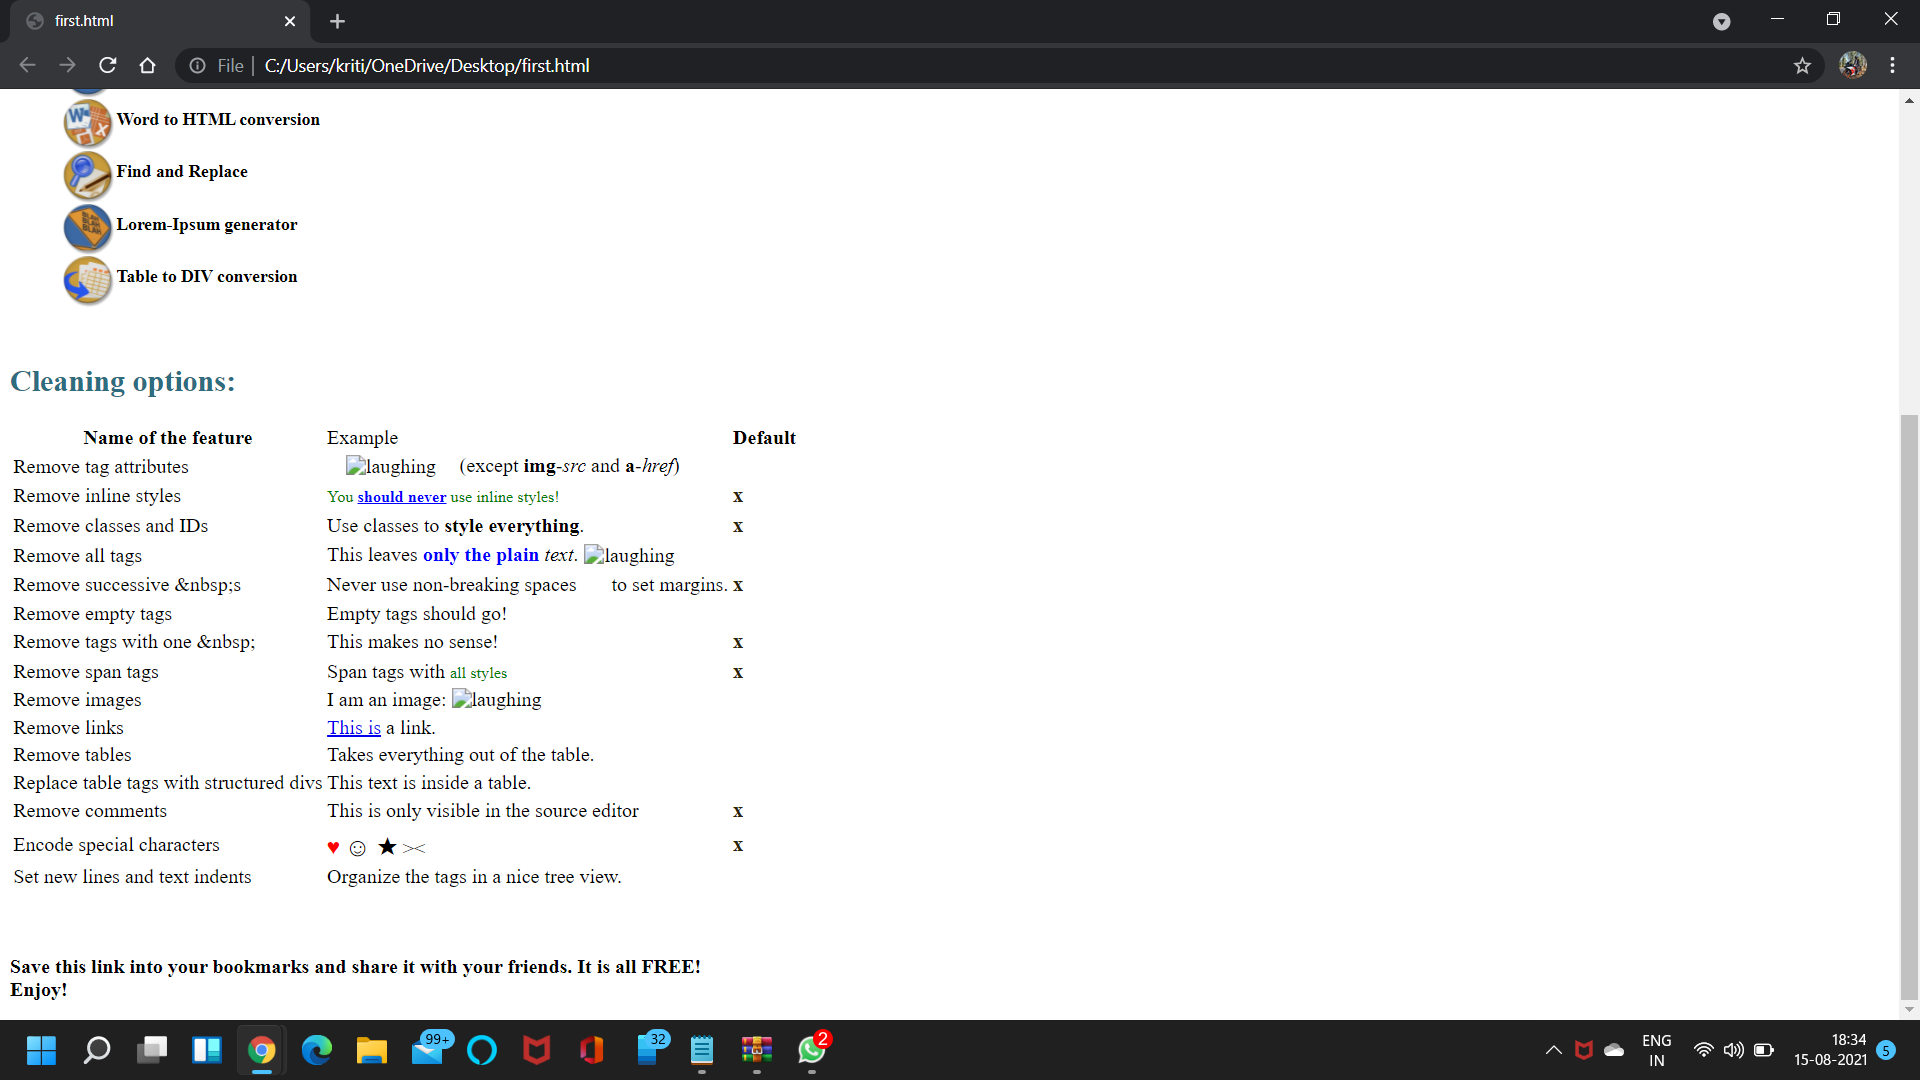 first.html
File
C:/Users/kriti/OneDrive/Desktop/first.html
Word to HTML conversion
Find and Replace
BLAH BLAH BLAH
Lorem-Ipsum generator
Table to DIV conversion
Cleaning options:
Name of the feature Example Default
Remove tag attributes laughing (except img-src and a-href)
Remove inline styles You should never use inline styles! x
Remove classes and IDs Use classes to style everything. x
Remove all tags This leaves only the plain text. laughing
Remove successive &nbsp;s Never use non-breaking spaces to set margins. x
Remove empty tags Empty tags should go!
Remove tags with one &nbsp; This makes no sense! x
Remove span tags Span tags with all styles x
Remove images I am an image: laughing
Remove links This is a link.
Remove tables Takes everything out of the table.
Replace table tags with structured divs This text is inside a table.
Remove comments This is only visible in the source editor x
Encode special characters ♥ ☺ ★ >< x
Set new lines and text indents Organize the tags in a nice tree view.
Save this link into your bookmarks and share it with your friends. It is all FREE!
Enjoy!
99+ 32 2
ENG
IN
18:34
15-08-2021
5